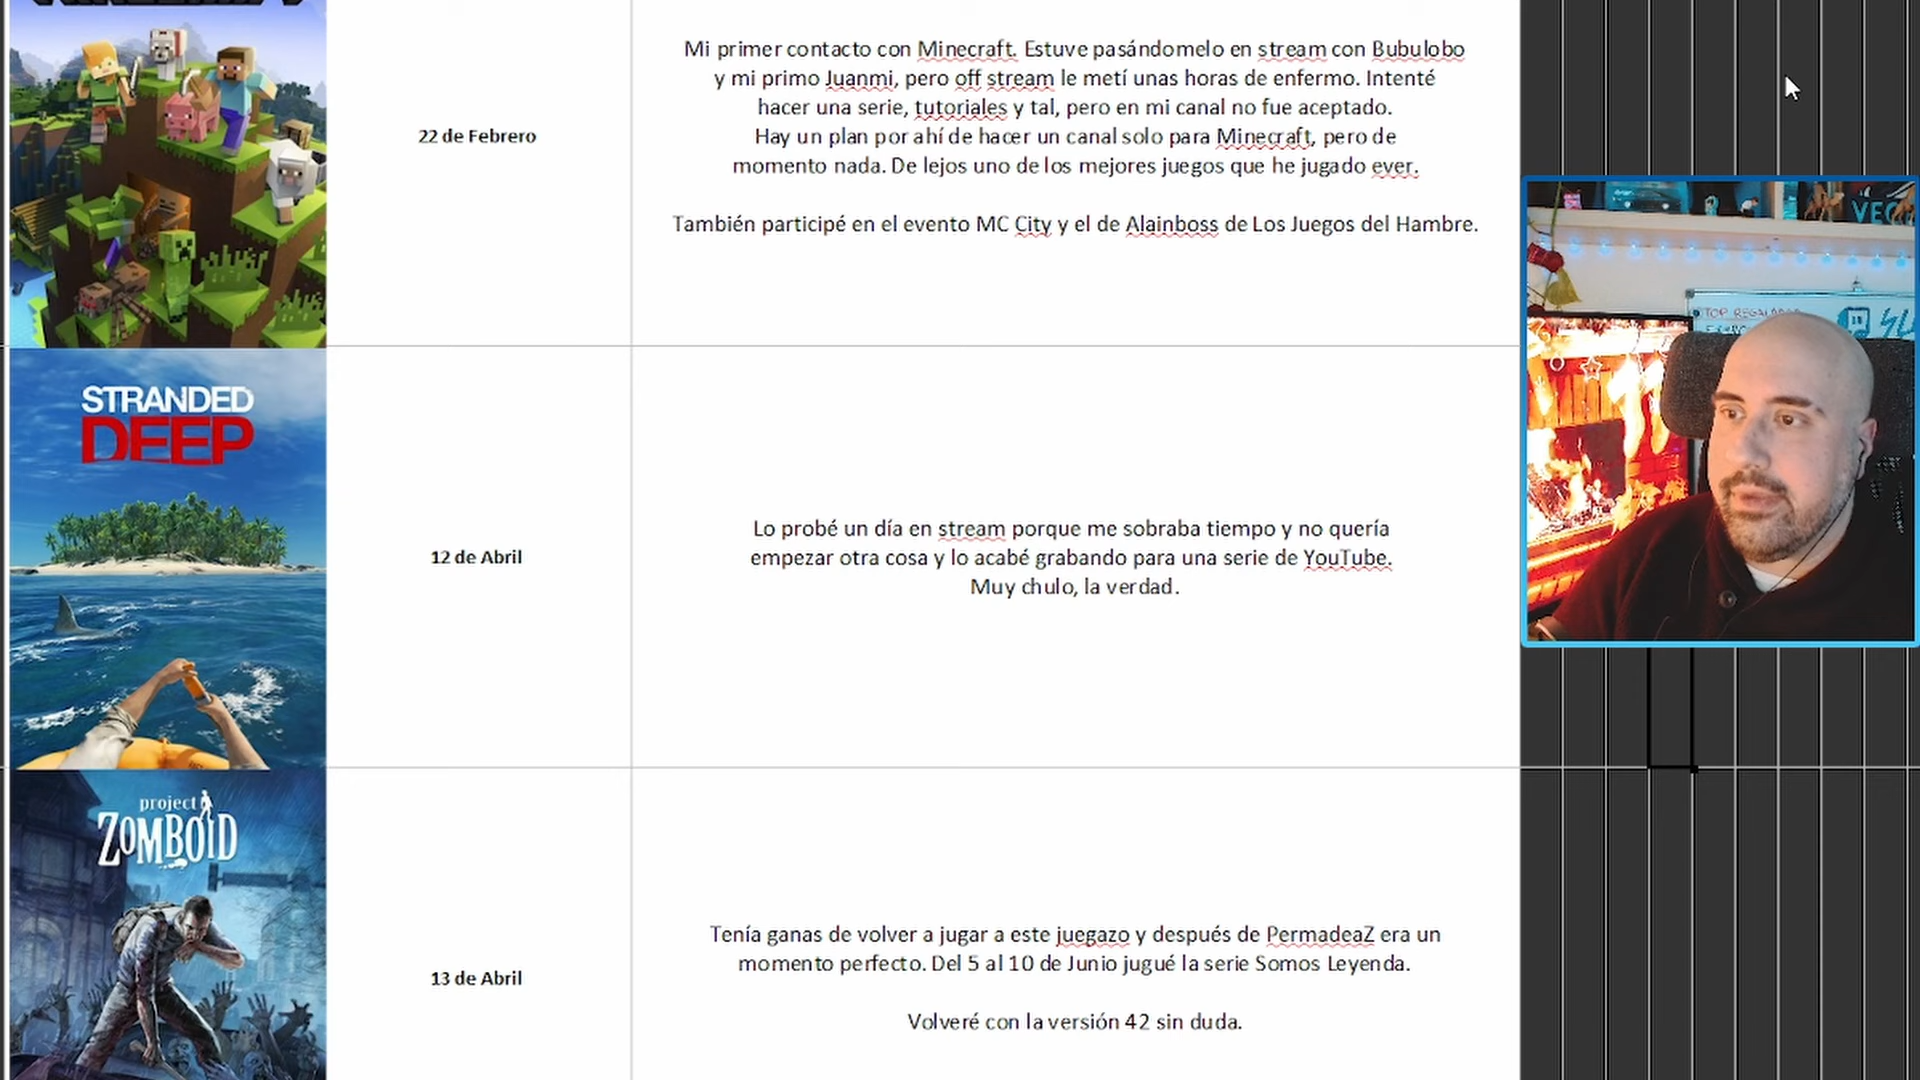 22 de Febrero
Mi primer contacto con Minecraft. Estuve pasándomelo en stream con Bubulobo
y mi primo Juanmi, pero off stream le metí unas horas de enfermo. Intenté
hacer una serie, tutoriales y tal, pero en mi canal no fue aceptado.
Hay un plan por ahí de hacer un canal solo para Minecraft, pero de
momento nada. De lejos uno de los mejores juegos que he jugado ever.
También participé en el evento MC City y el de Alainboss de Los Juegos del Hambre.
TOP REGALADORES
STRANDED
DEEP
12 de Abril
Lo probé un día en stream porque me sobraba tiempo y no quería
empezar otra cosa y lo acabé grabando para una serie de YouTube.
Muy chulo, la verdad.
project
ZOMBOID
13 de Abril
Tenía ganas de volver a jugar a este juegazo y después de PermadeaZ era un
momento perfecto. Del 5 al 10 de Junio jugué la serie Somos Leyenda.
Volveré con la versión 42 sin duda.